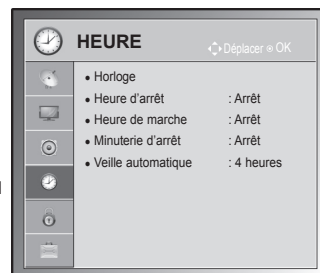 HEURE
Déplacer OK
• Horloge
• Heure d'arrêt : Arrêt
• Heure de marche : Arrêt
• Minuterie d'arrêt : Arrêt
• Veille automatique : 4 heures